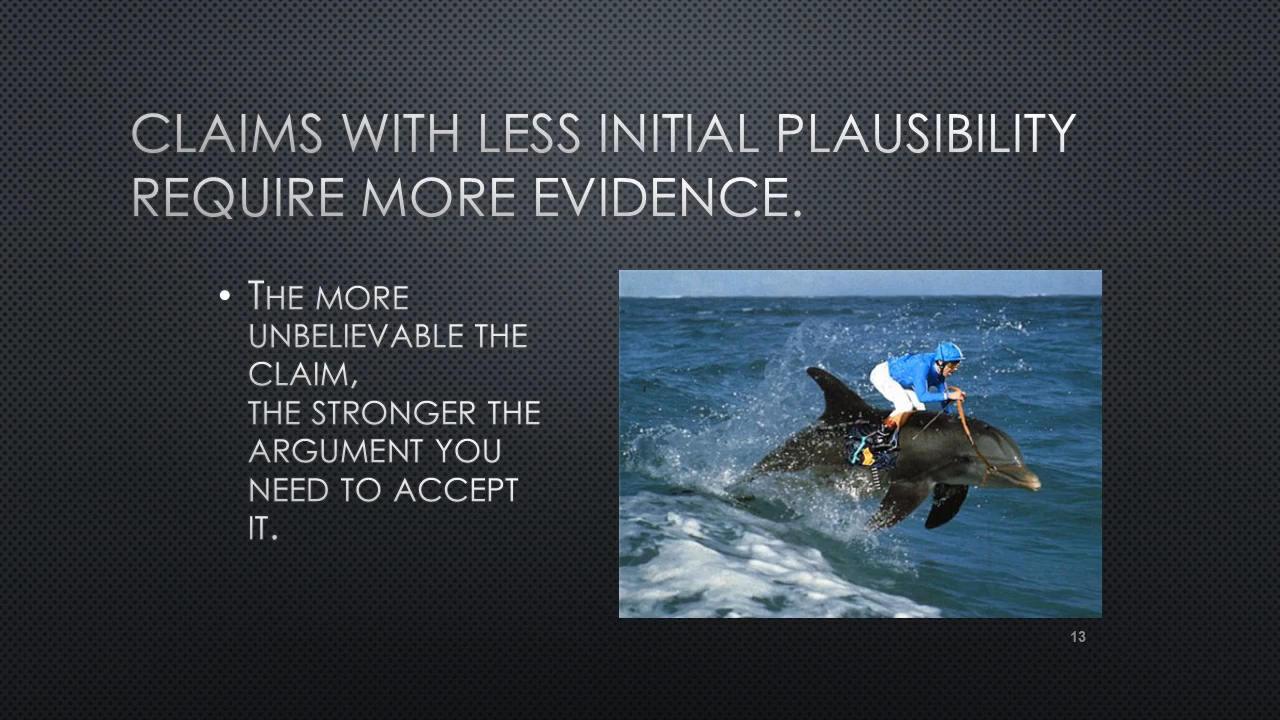 CLAIMS WITH LESS INITIAL PLAUSIBILITY
REQUIRE MORE EVIDENCE.
• THE MORE
UNBELIEVABLE THE
CLAIM,
THE STRONGER THE
ARGUMENT YOU
NEED TO ACCEPT
IT.
13